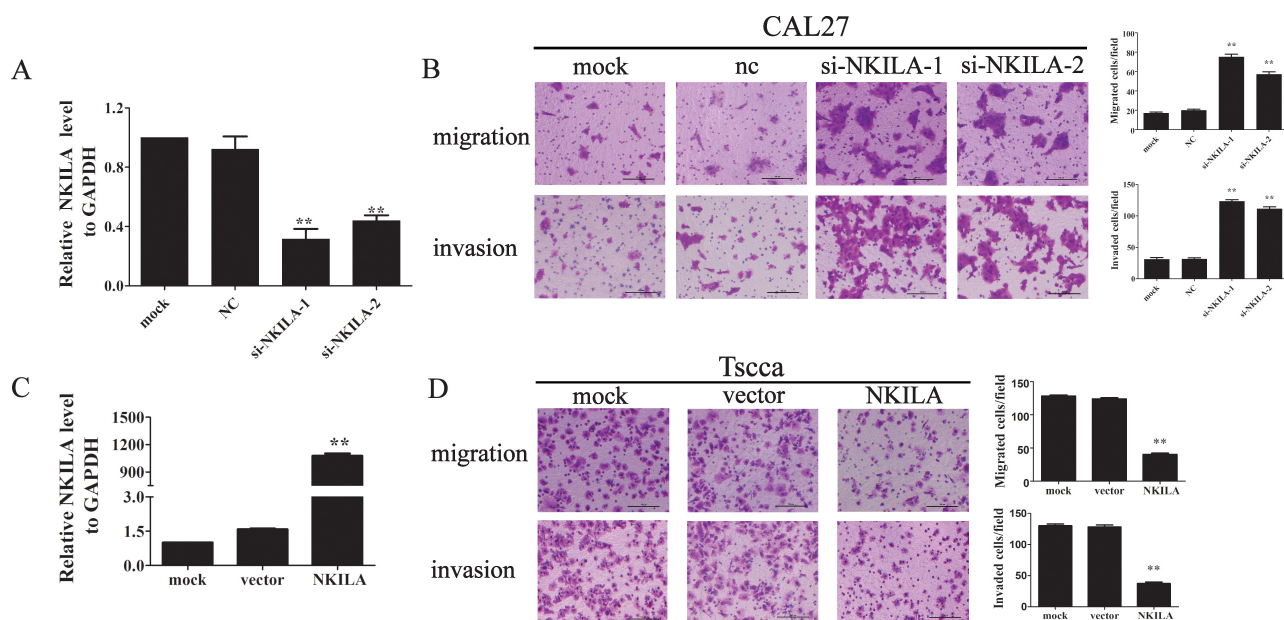 A
Relative NKILA level
to GAPDH
1.2
0.8
0.4
0.0
**
**
mock
NC
si-NKILA-1
si-NKILA-2
B
CAL27
mock nc si-NKILA-1 si-NKILA-2
migration
invasion
Migrated cells/field
100
80
60
40
20
0
**
**
mock
NC
si-NKILA-1
si-NKILA-2
Invaded cells/field
150
100
50
0
**
**
mock
NC
si-NKILA-1
si-NKILA-2
C
Relative NKILA level
to GAPDH
1500
1200
900
3.0
1.5
0.0
**
mock vector NKILA
D
Tscca
mock vector NKILA
migration
invasion
Migrated cells/field
150
100
50
0
**
mock vector NKILA
Invaded cells/field
150
100
50
0
**
mock vector NKILA